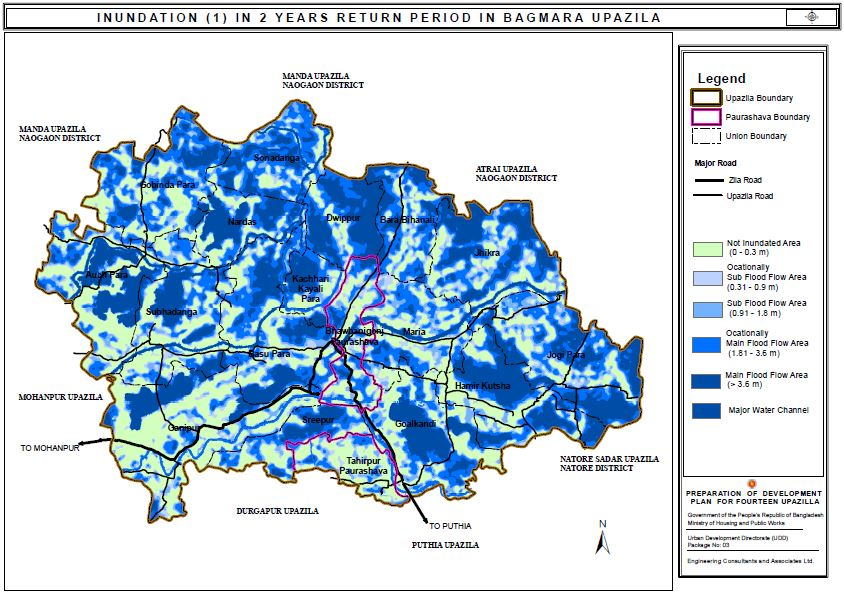 INUNDATION (1) IN 2 YEARS RETURN PERIOD IN BAGMARA UPAZILA
MANDA UPAZILA
NAOGAON DISTRICT
MANDA UPAZILA
NAOGAON DISTRICT
ATRAI UPAZILA
NAOGAON DISTRICT
Sonadanga
Gobinda Para
Nardas
Dwippur
Bara Bihanali
Jhikra
Auch Para
Kachhari
Kayali
Para
Subhadanga
Bhawhanigonj
Paurashava
Maria
Basu Para
Jogi Para
Hamir Kutsha
MOHANPUR UPAZILA
Ganipur
Sreepur
Goalkandi
TO MOHANPUR
Tahirpur
Paurashava
NATORE SADAR UPAZILA
NATORE DISTRICT
DURGAPUR UPAZILA
TO PUTHIA
PUTHIA UPAZILA
N
Legend
Upazila Boundary
Paurashava Boundary
Union Boundary
Major Road
Zila Road
Upazila Road
Not Inundated Area
(0 - 0.3 m)
Ocationally
Sub Flood Flow Area
(0.31 - 0.9 m)
Sub Flood Flow Area
(0.91 - 1.8 m)
Ocationally
Main Flood Flow Area
(1.81 - 3.6 m)
Main Flood Flow Area
(> 3.6 m)
Major Water Channel
PREPARATION OF DEVELOPMENT
PLAN FOR FOURTEEN UPAZILLA
Government of the People's Republic of Bangladesh
Ministry of Housing and Public Works
Urban Development Directorate (UDD)
Package No: 03
Engineering Consultants and Associates Ltd.